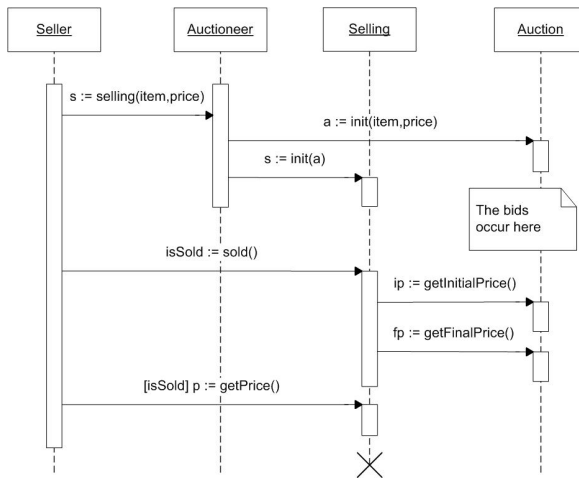 Seller
Auctioneer
Selling
Auction
s := selling(item,price)
a := init(item,price)
s := init(a)
The bids
occur here
isSold := sold()
ip := getInitialPrice()
fp := getFinalPrice()
[isSold] p := getPrice()